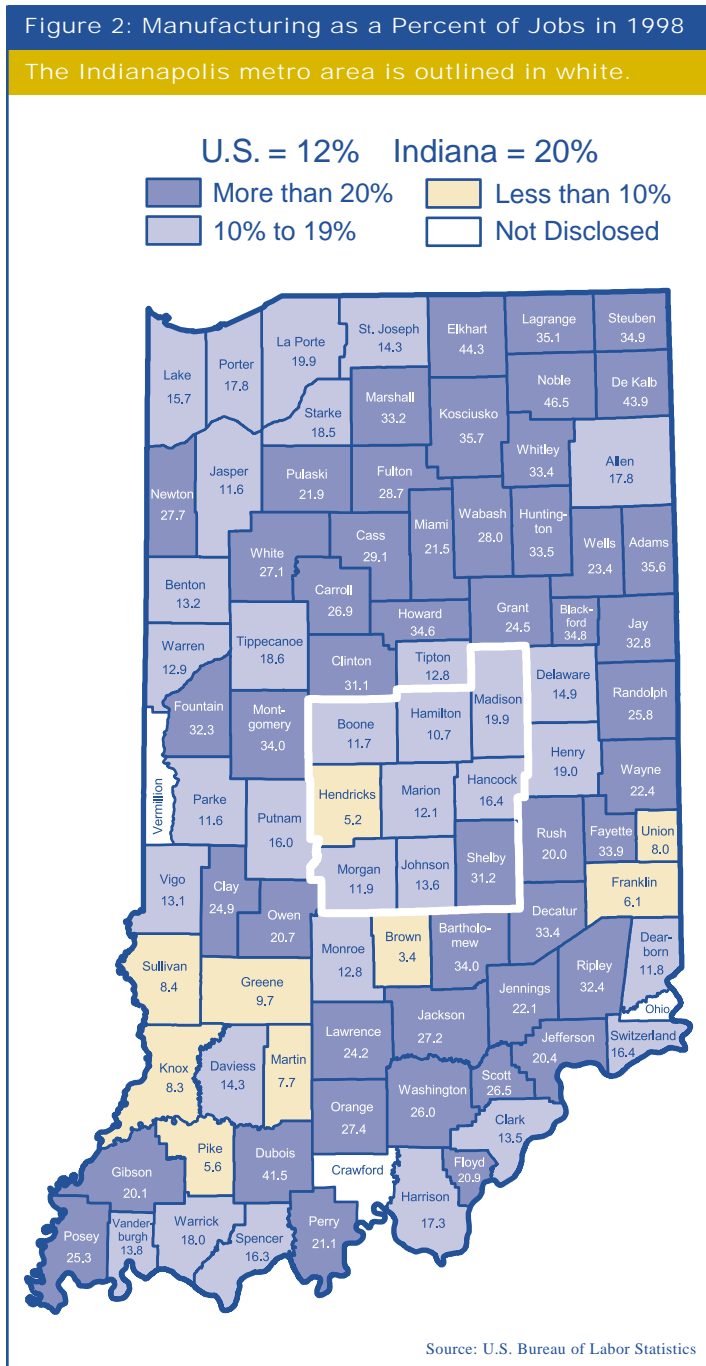 Figure 2: Manufacturing as a Percent of Jobs in 1998
The Indianapolis metro area is outlined in white.
U.S. = 12% Indiana = 20%
More than 20%
Less than 10%
10% to 19%
Not Disclosed
Lake
15.7
Porter
17.8
La Porte
19.9
St. Joseph
14.3
Elkhart
44.3
Lagrange
35.1
Steuben
34.9
Starke
18.5
Marshall
33.2
Kosciusko
35.7
Noble
46.5
De Kalb
43.9
Newton
27.7
Jasper
11.6
Pulaski
21.9
Fulton
28.7
Whitley
33.4
Allen
17.8
White
27.1
Cass
29.1
Miami
21.5
Wabash
28.0
Hunting-
ton
33.5
Wells
23.4
Adams
35.6
Benton
13.2
Carroll
26.9
Howard
34.6
Grant
24.5
Black-
ford
34.8
Jay
32.8
Warren
12.9
Tippecanoe
18.6
Clinton
31.1
Tipton
12.8
Madison
19.9
Delaware
14.9
Randolph
25.8
Fountain
32.3
Mont-
gomery
34.0
Boone
11.7
Hamilton
10.7
Henry
19.0
Wayne
22.4
Vermillion
Parke
11.6
Putnam
16.0
Hendricks
5.2
Marion
12.1
Hancock
16.4
Rush
20.0
Fayette
33.9
Union
8.0
Vigo
13.1
Clay
24.9
Owen
20.7
Morgan
11.9
Johnson
13.6
Shelby
31.2
Decatur
33.4
Franklin
6.1
Sullivan
8.4
Greene
9.7
Monroe
12.8
Brown
3.4
Bartholo-
mew
34.0
Jennings
22.1
Ripley
32.4
Dear-
born
11.8
Ohio
Knox
8.3
Daviess
14.3
Martin
7.7
Lawrence
24.2
Jackson
27.2
Jefferson
20.4
Switzerland
16.4
Orange
27.4
Washington
26.0
Scott
26.5
Clark
13.5
Gibson
20.1
Pike
5.6
Dubois
41.5
Crawford
Floyd
20.9
Harrison
17.3
Posey
25.3
Vander-
burgh
13.8
Warrick
18.0
Spencer
16.3
Perry
21.1
Source: U.S. Bureau of Labor Statistics